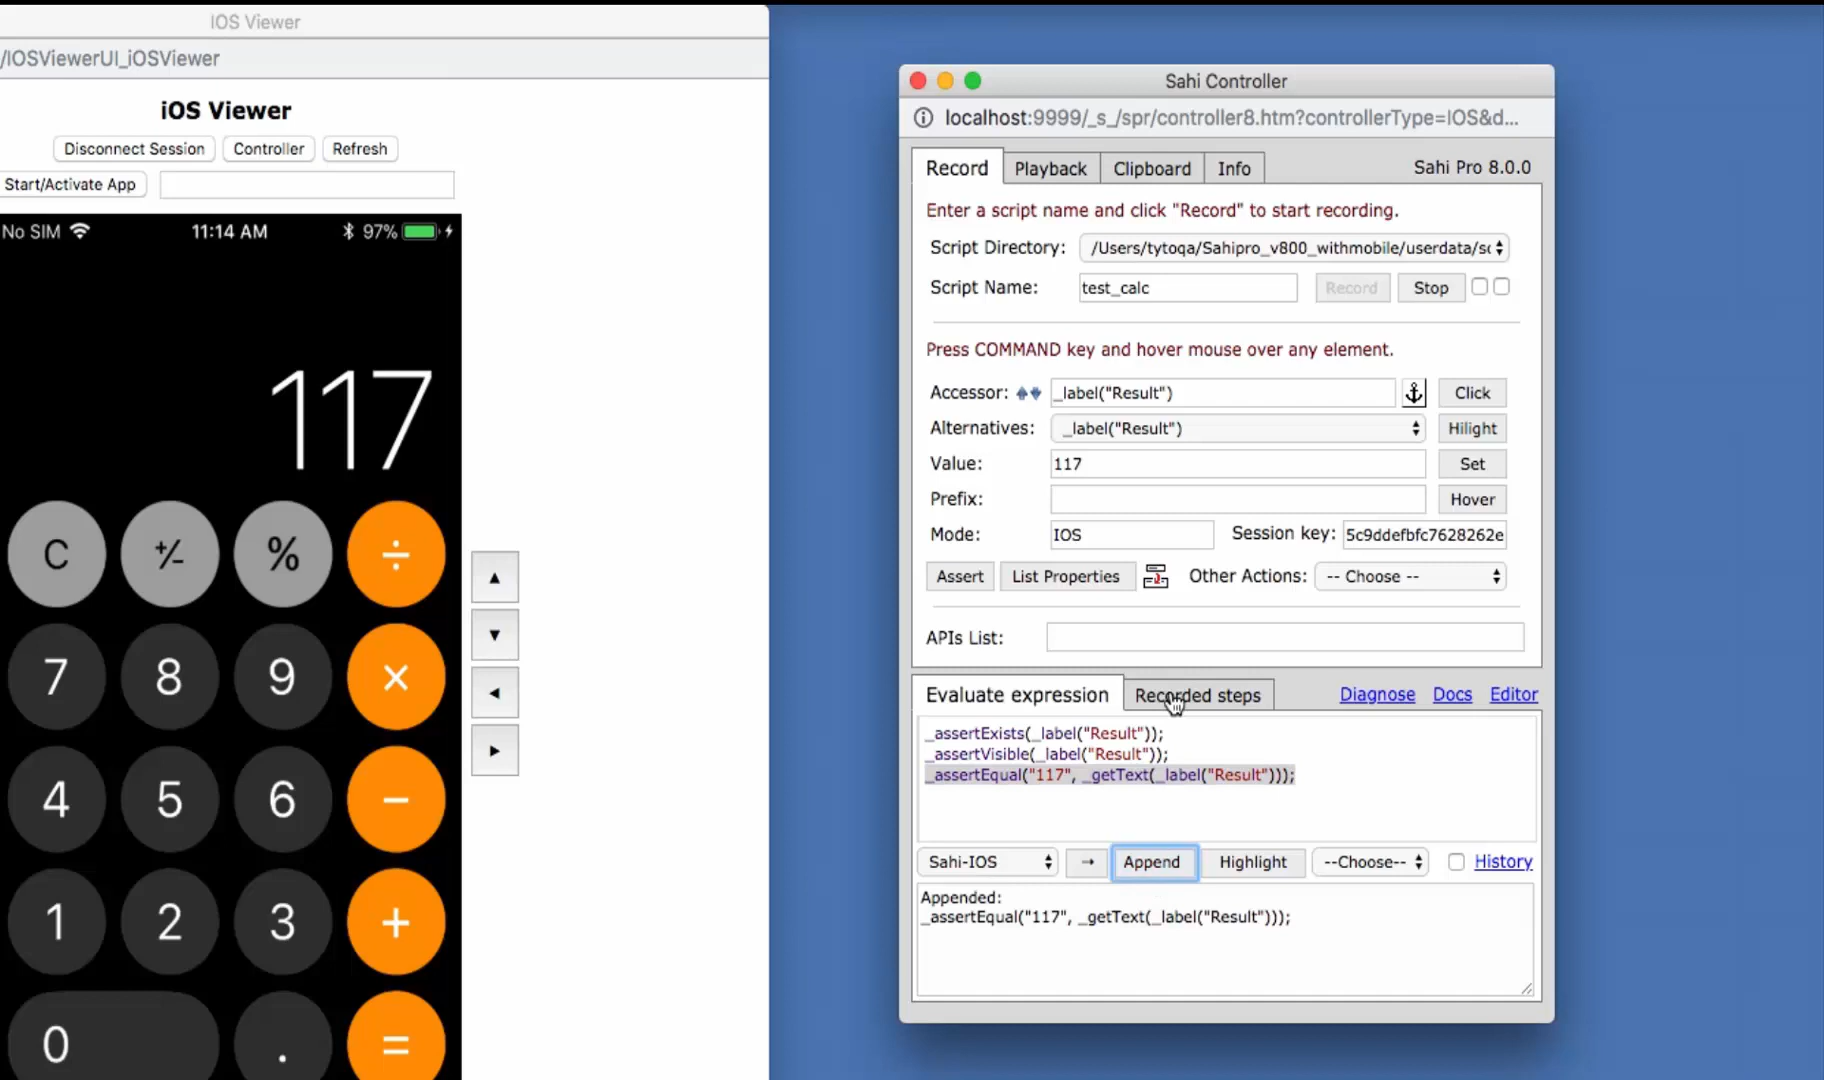 IOS Viewer
/IOSViewerUI_iOSViewer
iOS Viewer
Disconnect Session Controller Refresh
Start/Activate App
No SIM 11:14 AM 97%
117
C +/- % ÷
7 8 9 ×
4 5 6 −
1 2 3 +
0 . =
Sahi Controller
localhost:9999/_s_/spr/controller8.htm?controllerType=IOS&d...
Record Playback Clipboard Info Sahi Pro 8.0.0
Enter a script name and click "Record" to start recording.
Script Directory: /Users/tytoqa/Sahipro_v800_withmobile/userdata/sc
Script Name: test_calc Record Stop
Press COMMAND key and hover mouse over any element.
Accessor: _label("Result") Click
Alternatives: _label("Result") Hilight
Value: 117 Set
Prefix: Hover
Mode: IOS Session key: 5c9ddefbfc7628262e
Assert List Properties Other Actions: -- Choose --
APIs List:
Evaluate expression Recorded steps Diagnose Docs Editor
_assertExists(_label("Result"));
_assertVisible(_label("Result"));
_assertEqual("117", _getText(_label("Result")));
Sahi-IOS → Append Highlight --Choose-- History
Appended:
_assertEqual("117", _getText(_label("Result")));